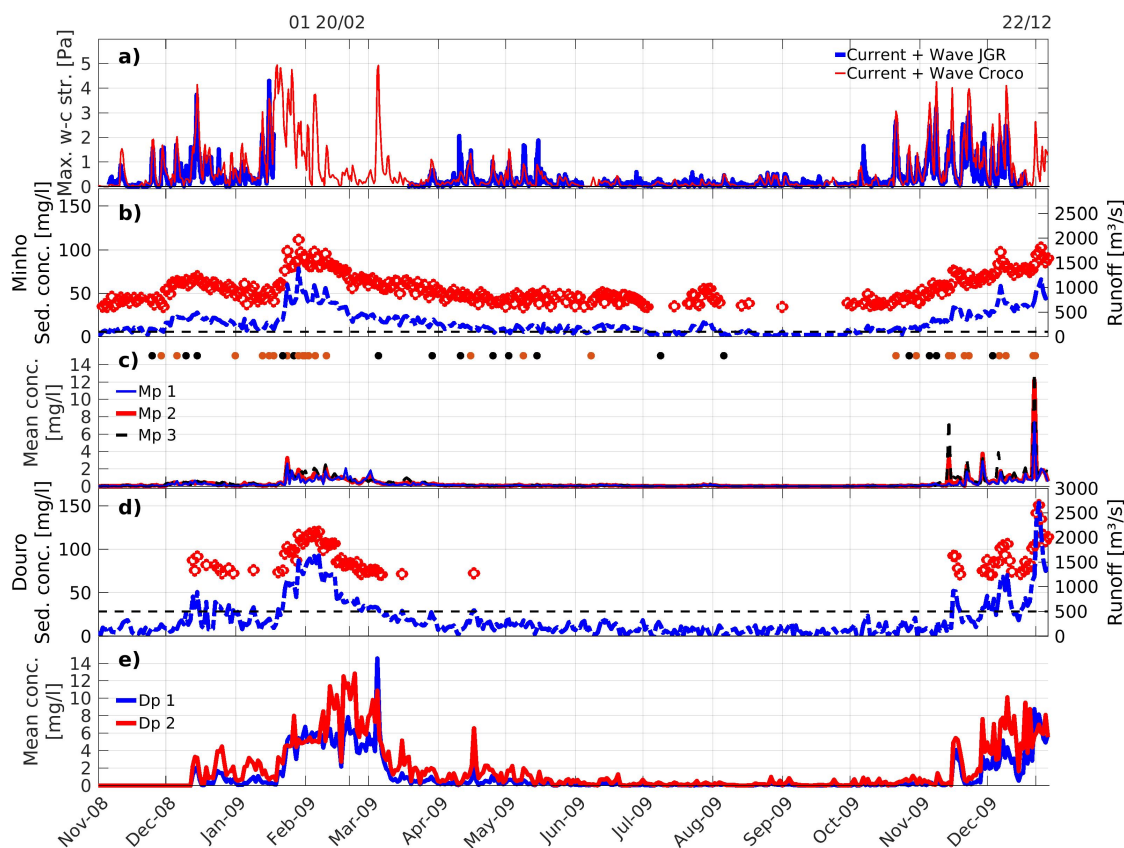 01 20/02
22/12
a)
Max. w-c str. [Pa]
5
4
3
2
1
0
Current + Wave JGR
Current + Wave Croco
b)
Minho
Sed. conc. [mg/l]
150
100
50
0
2500
2000
1500
1000
500
0
Runoff [m³/s]
c)
Mean conc.
[mg/l]
14
12
10
8
6
4
2
0
Mp 1
Mp 2
Mp 3
d)
Douro
Sed. conc. [mg/l]
150
100
50
0
3000
2500
2000
1500
1000
500
0
Runoff [m³/s]
e)
Mean conc.
[mg/l]
14
12
10
8
6
4
2
0
Dp 1
Dp 2
Nov-08
Dec-08
Jan-09
Feb-09
Mar-09
Apr-09
May-09
Jun-09
Jul-09
Aug-09
Sep-09
Oct-09
Nov-09
Dec-09